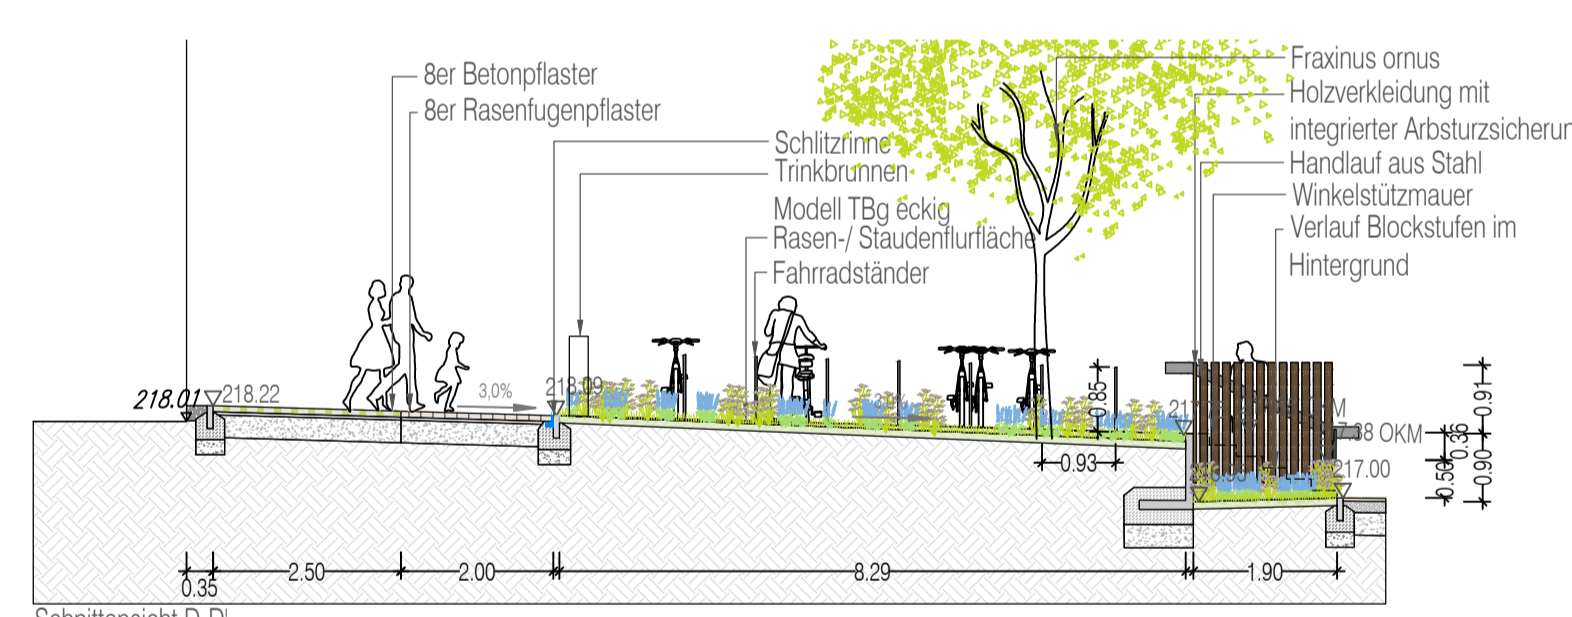 8er Betonpflaster
8er Rasenfugenpflaster
Schlitzrinne
Trinkbrunnen
Modell TBg eckig
Rasen-/ Staudenflurfläche
Fahrradständer
Fraxinus ornus
Holzverkleidung mit
integrierter Arbsturzsicherun
Handlauf aus Stahl
Winkelstützmauer
Verlauf Blockstufen im
Hintergrund
218.01
218.22
3,0%
218.09
0.85
0.93
0.91
0.36
0.50
0.90
OKM
217.00
0.35
2.50
2.00
8.29
1.90
Schnittansicht D-D'